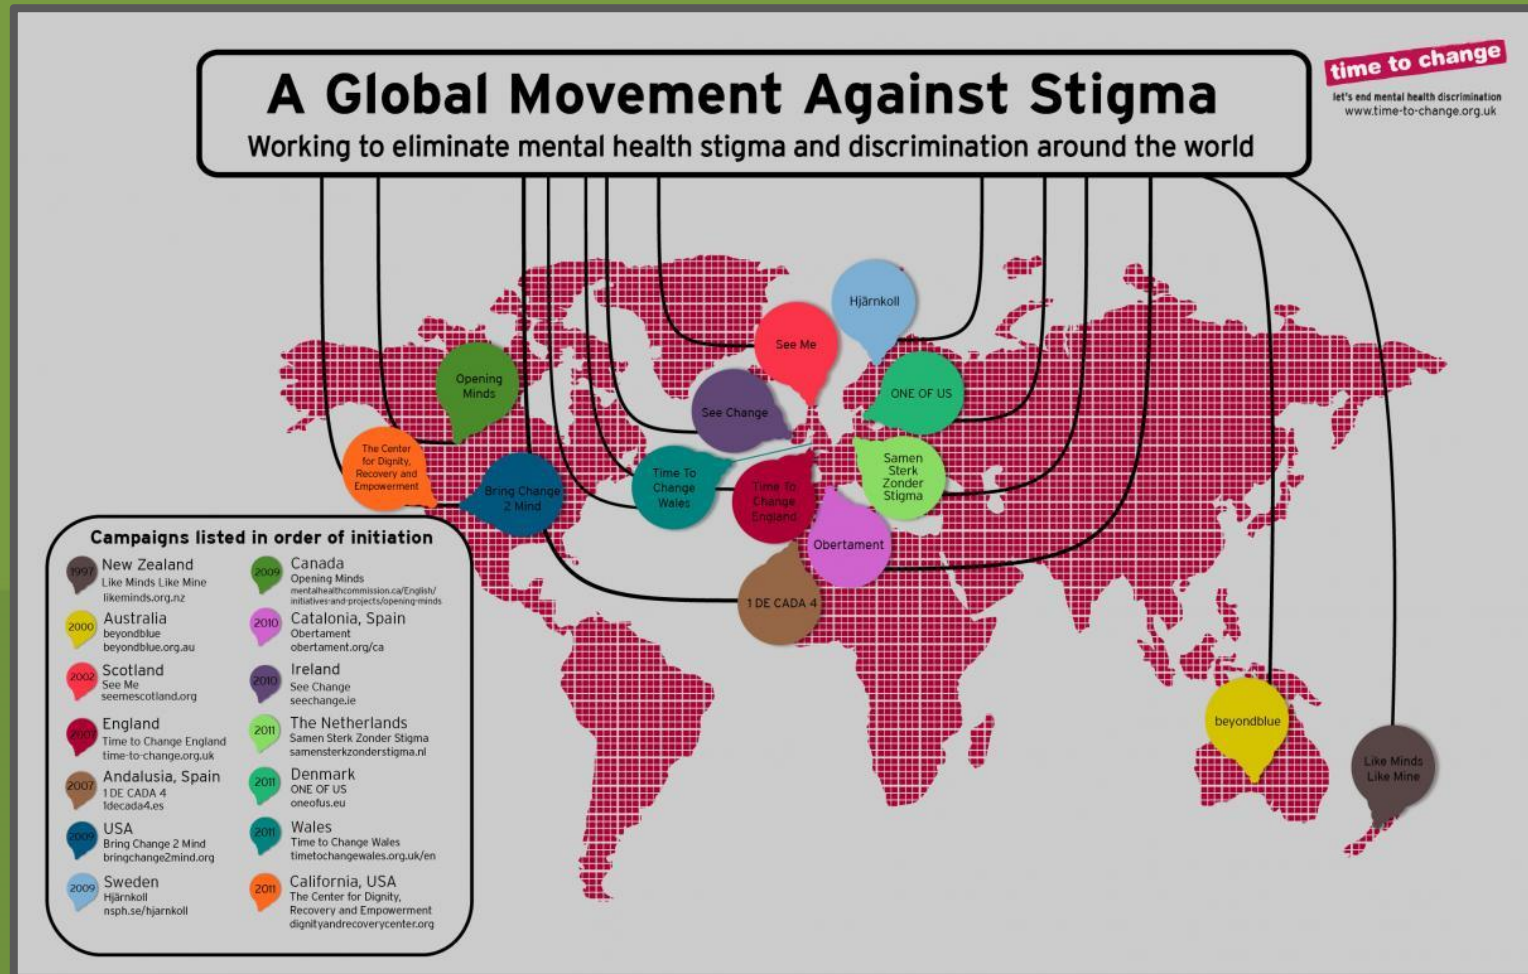 A Global Movement Against Stigma
Working to eliminate mental health stigma and discrimination around the world
time to change
let's end mental health discrimination
www.time-to-change.org.uk
Hjärnkoll
See Me
Opening
Minds
ONE OF US
See Change
The Center
for Dignity,
Recovery and
Empowerment
Samen
Sterk
Zonder
Stigma
Time To
Change
Wales
Time To
Change
England
Bring Change
2 Mind
Obertament
1 DE CADA 4
beyondblue
Like Minds
Like Mine
Campaigns listed in order of initiation
1997
New Zealand
Like Minds Like Mine
likeminds.org.nz
2000
Australia
beyondblue
beyondblue.org.au
2002
Scotland
See Me
seemescotland.org
2007
England
Time to Change England
time-to-change.org.uk
2007
Andalusia, Spain
1 DE CADA 4
1decada4.es
2009
USA
Bring Change 2 Mind
bringchange2mind.org
2009
Sweden
Hjärnkoll
nsph.se/hjarnkoll
2009
Canada
Opening Minds
mentalhealthcommission.ca/English/
initiatives-and-projects/opening-minds
2010
Catalonia, Spain
Obertament
obertament.org/ca
2010
Ireland
See Change
seechange.ie
2011
The Netherlands
Samen Sterk Zonder Stigma
samensterkzonderstigma.nl
2011
Denmark
ONE OF US
oneofus.eu
2011
Wales
Time to Change Wales
timetochangewales.org.uk/en
2011
California, USA
The Center for Dignity,
Recovery and Empowerment
dignityandrecoverycenter.org